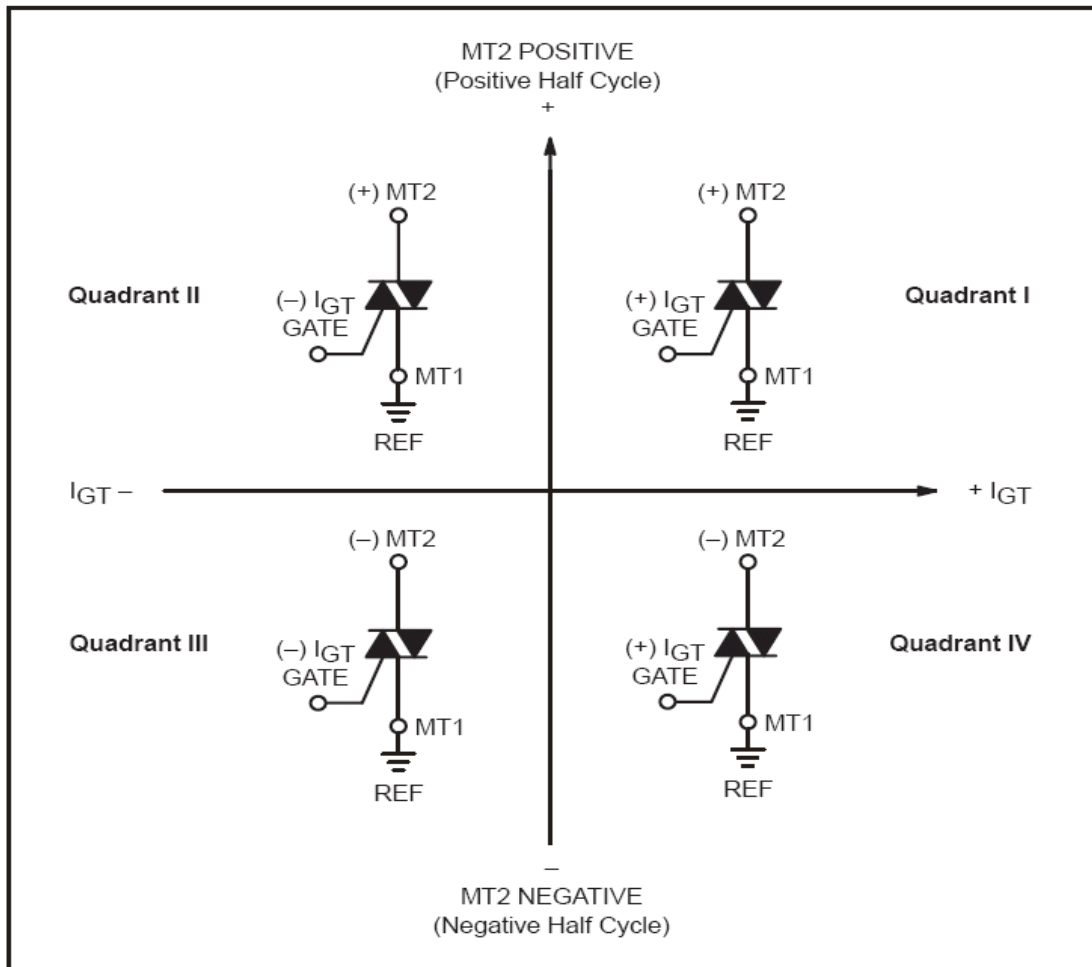 MT2 POSITIVE
(Positive Half Cycle)
+
(+) MT2
Quadrant II
(–) IGT
GATE
MT1
REF
(+) MT2
(+) IGT
GATE
Quadrant I
MT1
REF
IGT –
+ IGT
(–) MT2
Quadrant III
(–) IGT
GATE
MT1
REF
(–) MT2
(+) IGT
GATE
Quadrant IV
MT1
REF
–
MT2 NEGATIVE
(Negative Half Cycle)